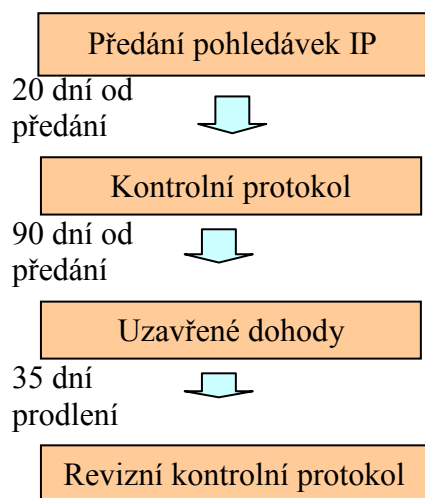 Předání pohledávek IP
20 dní od
předání
Kontrolní protokol
90 dní od
předání
Uzavřené dohody
35 dní
prodlení
Revizní kontrolní protokol